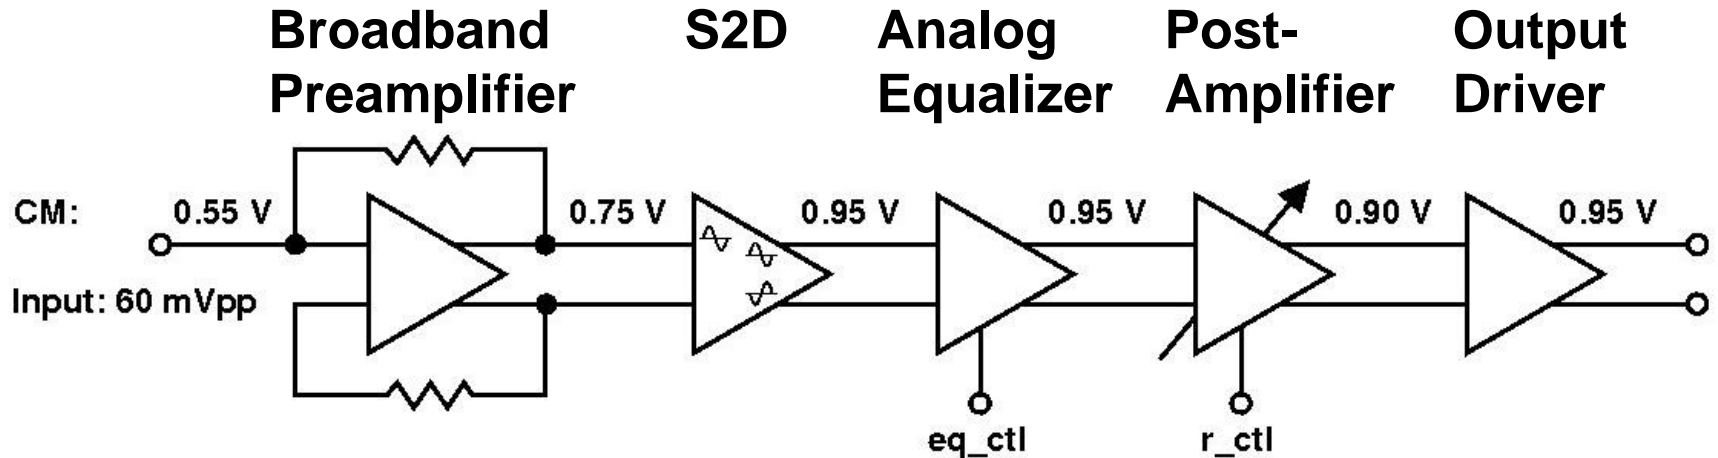 Broadband
Preamplifier
S2D
Analog
Equalizer
Post-
Amplifier
Output
Driver
CM: 0.55 V 0.75 V 0.95 V 0.95 V 0.90 V 0.95 V
Input: 60 mVpp
eq_ctl r_ctl